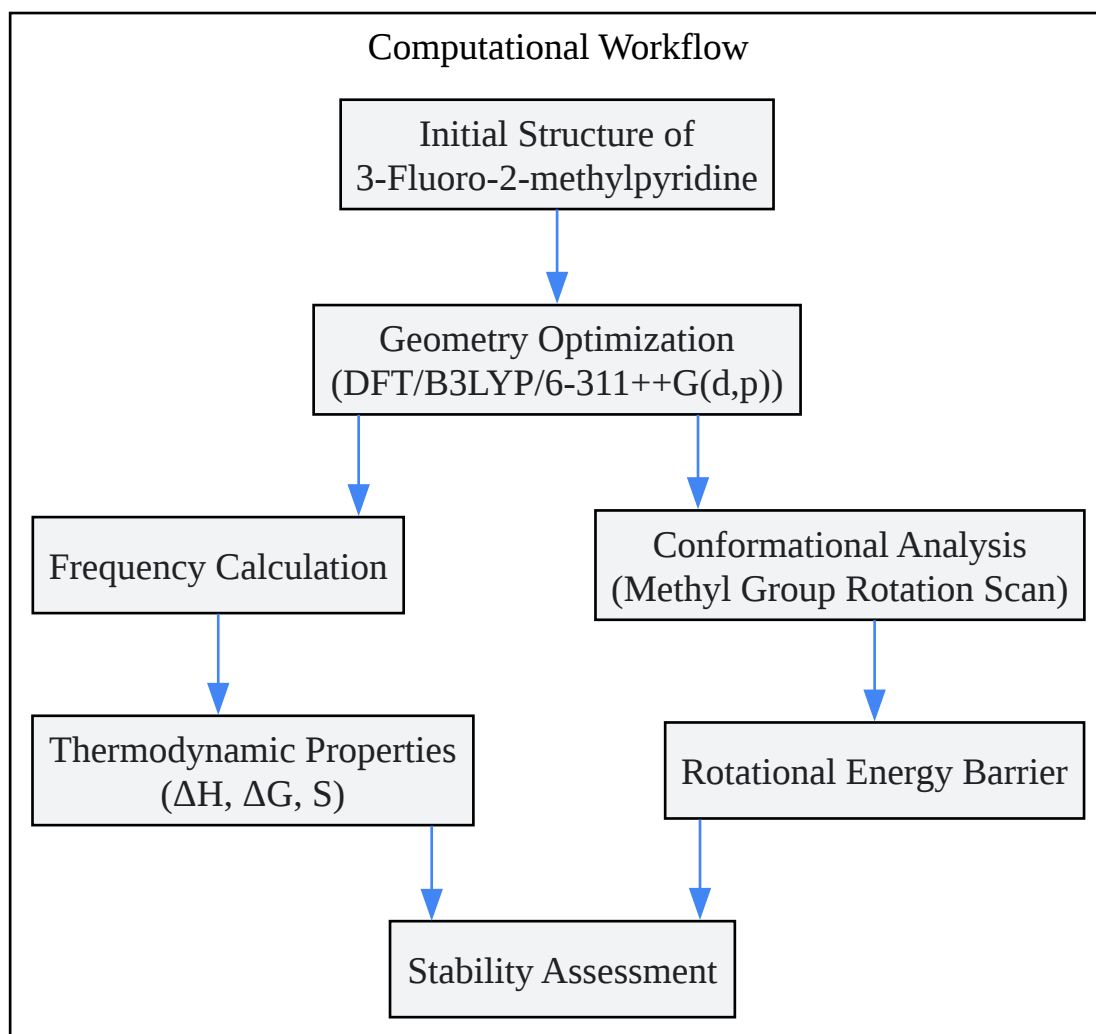 Computational Workflow
Initial Structure of
3-Fluoro-2-methylpyridine
Geometry Optimization
(DFT/B3LYP/6-311++G(d,p))
Frequency Calculation
Conformational Analysis
(Methyl Group Rotation Scan)
Thermodynamic Properties
(ΔH, ΔG, S)
Rotational Energy Barrier
Stability Assessment